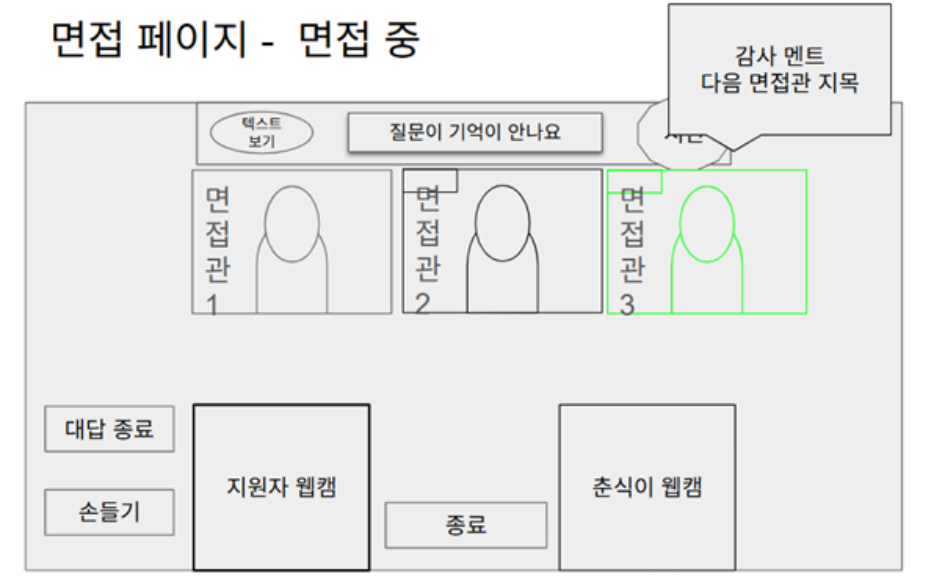 면접 페이지 -  면접 중
감사 멘트
다음 면접관 지목
텍스트
보기
질문이 기억이 안나요
면
접
관
1
면
접
관
2
면
접
관
3
대답 종료
손들기
지원자 웹캠
종료
춘식이 웹캠